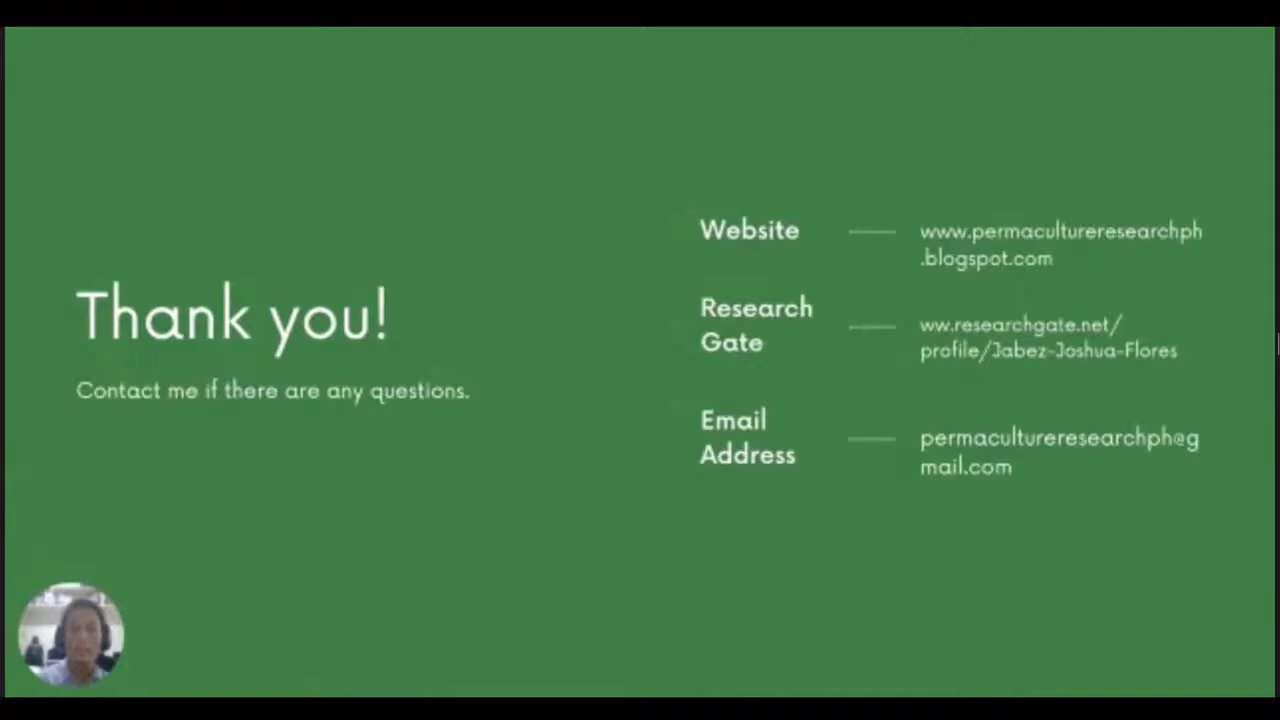 Thank you!
Contact me if there are any questions.
Website
www.permacultureresearchph
.blogspot.com
Research
Gate
ww.researchgate.net/
profile/Jabez-Joshua-Flores
Email
Address
permacultureresearchph@g
mail.com